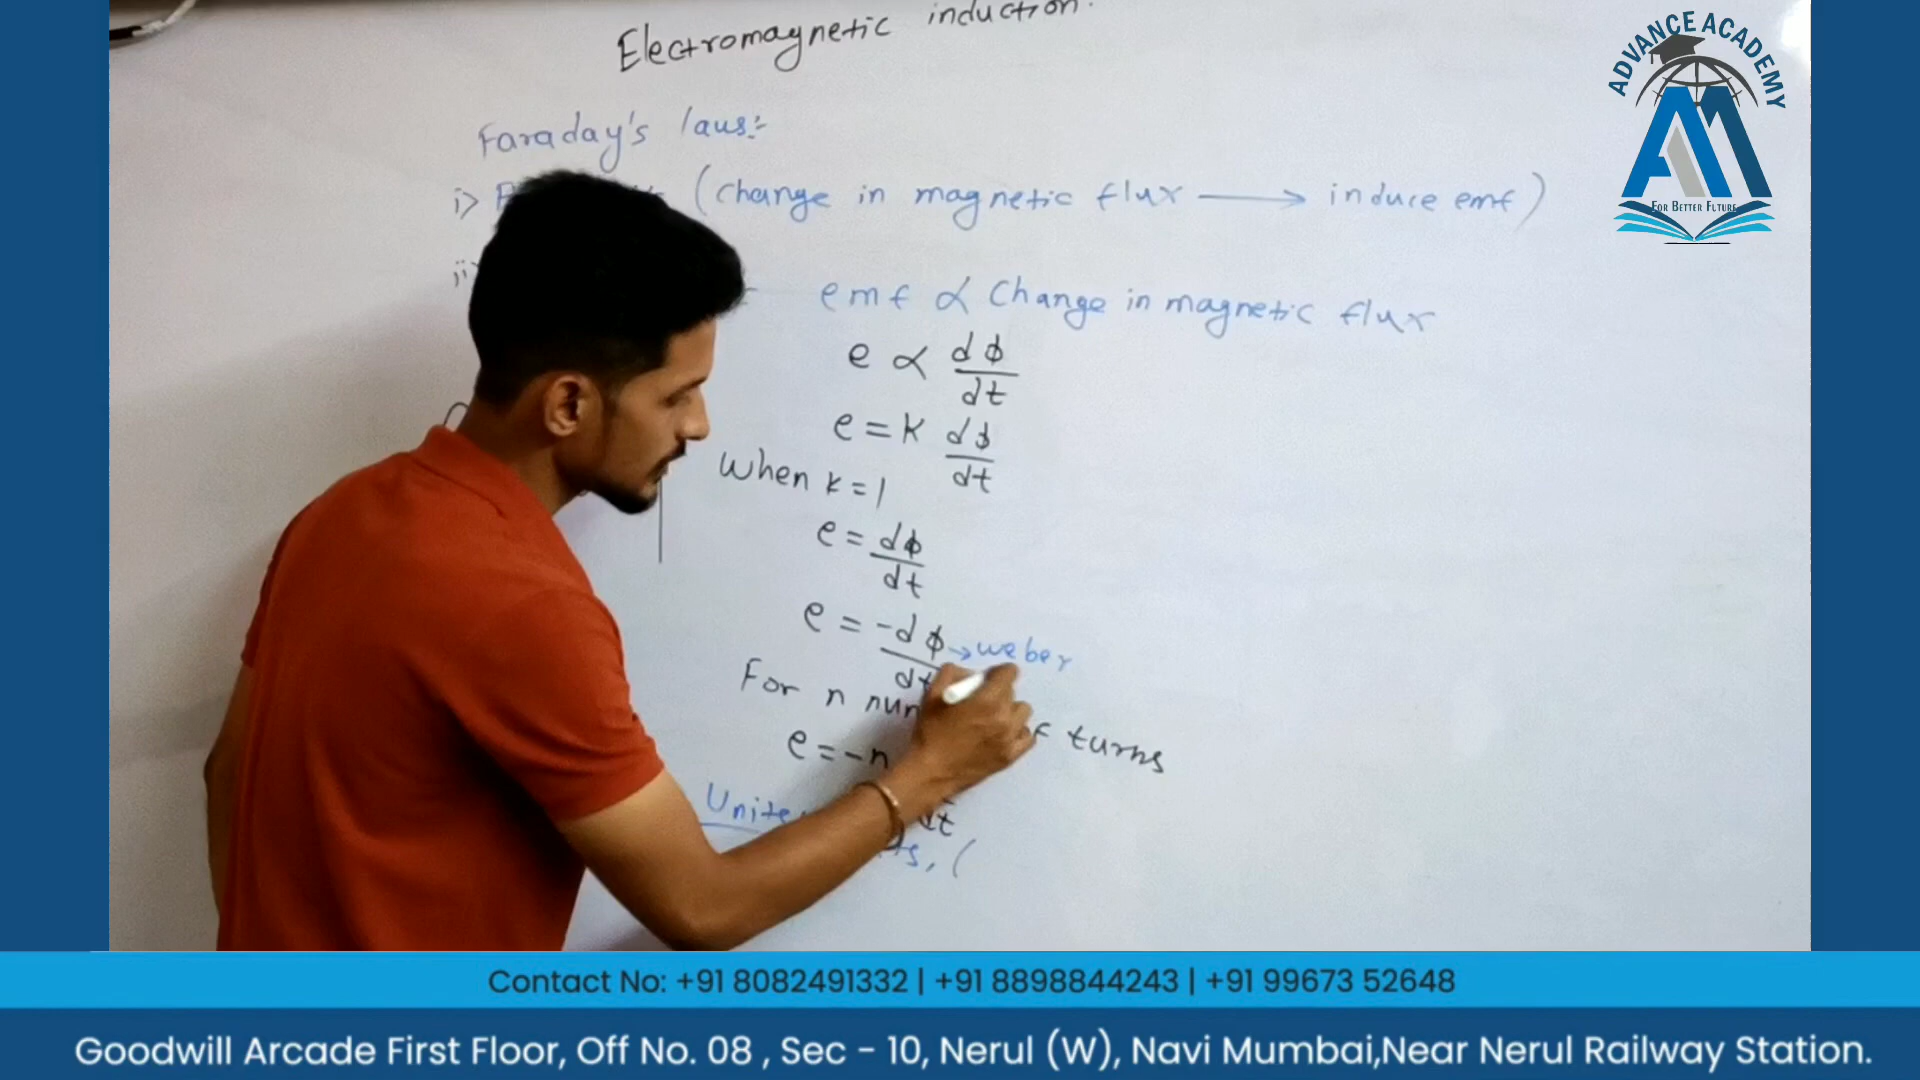 Electromagnetic induction.
Faraday's laws:-
i> (change in magnetic flux → induce emf)
emf ∝ Change in magnetic flux
e ∝ dϕ
dt
e = k dϕ
dt
When k = 1
e = dϕ
dt
e = -dϕ → weber
For n turns
e = -n
dt
ADVANCE ACADEMY
FOR BETTER FUTURE
Contact No: +91 8082491332 | +91 8898844243 | +91 99673 52648
Goodwill Arcade First Floor, Off No. 08 , Sec - 10, Nerul (W), Navi Mumbai,Near Nerul Railway Station.